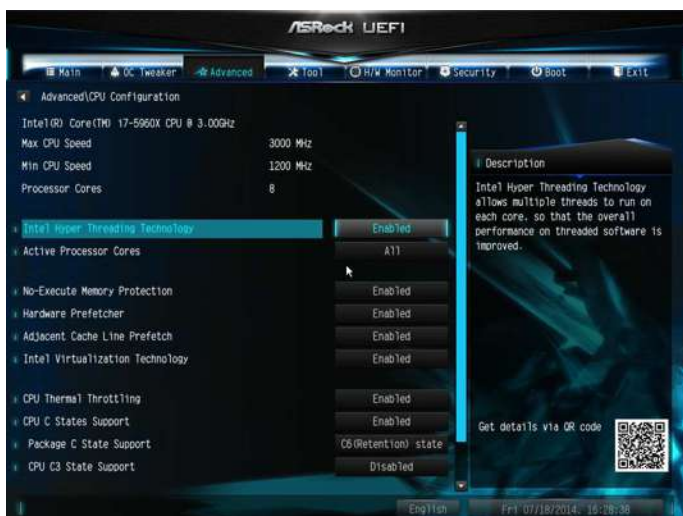 ASRock UEFI
Main OC Tweaker Advanced Tool H/W Monitor Security Boot Exit
Advanced\CPU Configuration
Intel(R) Core(TM) i7-5960X CPU @ 3.00GHz
Max CPU Speed 3000 MHz
Min CPU Speed 1200 MHz
Processor Cores 8
Intel Hyper Threading Technology Enabled
Active Processor Cores All
No-Execute Memory Protection Enabled
Hardware Prefetcher Enabled
Adjacent Cache Line Prefetch Enabled
Intel Virtualization Technology Enabled
CPU Thermal Throttling Enabled
CPU C States Support Enabled
Package C State Support C6(Retention) state
CPU C3 State Support Disabled
Description
Intel Hyper Threading Technology
allows multiple threads to run on
each core. so that the overall
performance on threaded software is
improved.
Get details via QR code
English
Fri 07/18/2014, 16:28:38